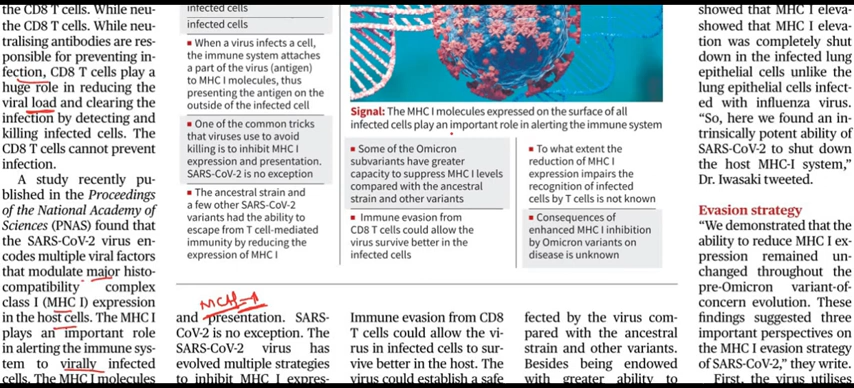 the CD8 T cells. While neu-
the CD8 T cells. While neu-
tralising antibodies are res-
ponsible for preventing in-
fection, CD8 T cells play a
huge role in reducing the
viral load and clearing the
infection by detecting and
killing infected cells. The
CD8 T cells cannot prevent
infection.
A study recently pu-
blished in the Proceedings
of the National Academy of
Sciences (PNAS) found that
the SARS-CoV-2 virus en-
codes multiple viral factors
that modulate major histo-
compatibility complex
class I (MHC I) expression
in the host cells. The MHC I
plays an important role
in alerting the immune sys-
tem to virally infected
cells. The MHC I molecules
infected cells
infected cells
▪ When a virus infects a cell,
the immune system attaches
a part of the virus (antigen)
to MHC I molecules, thus
presenting the antigen on the
outside of the infected cell
▪ One of the common tricks
that viruses use to avoid
killing is to inhibit MHC I
expression and presentation.
SARS-CoV-2 is no exception
▪ The ancestral strain and
a few other SARS-CoV-2
variants had the ability to
escape from T cell-mediated
immunity by reducing the
expression of MHC I
Signal: The MHC I molecules expressed on the surface of all
infected cells play an important role in alerting the immune system
▪ Some of the Omicron
subvariants have greater
capacity to suppress MHC I levels
compared with the ancestral
strain and other variants
▪ Immune evasion from
CD8 T cells could allow the
virus survive better in the
infected cells
▪ To what extent the
reduction of MHC I
expression impairs the
recognition of infected
cells by T cells is not known
▪ Consequences of
enhanced MHC I inhibition
by Omicron variants on
disease is unknown
and presentation. SARS-
CoV-2 is no exception. The
SARS-CoV-2 virus has
evolved multiple strategies
to inhibit MHC I expres-
Immune evasion from CD8
T cells could allow the vi-
rus in infected cells to sur-
vive better in the host. The
virus could establish a safe
fected by the virus com-
pared with the ancestral
strain and other variants.
Besides being endowed
with greater ability to
showed that MHC I eleva-
showed that MHC I eleva-
tion was completely shut
down in the infected lung
epithelial cells unlike the
lung epithelial cells infect-
ed with influenza virus.
“So, here we found an in-
trinsically potent ability of
SARS-CoV-2 to shut down
the host MHC-I system,”
Dr. Iwasaki tweeted.
Evasion strategy
“We demonstrated that the
ability to reduce MHC I ex-
pression remained un-
changed throughout the
pre-Omicron variant-of-
concern evolution. These
findings suggested three
important perspectives on
the MHC I evasion strategy
of SARS-CoV-2,” they write.
First, the virus utilises